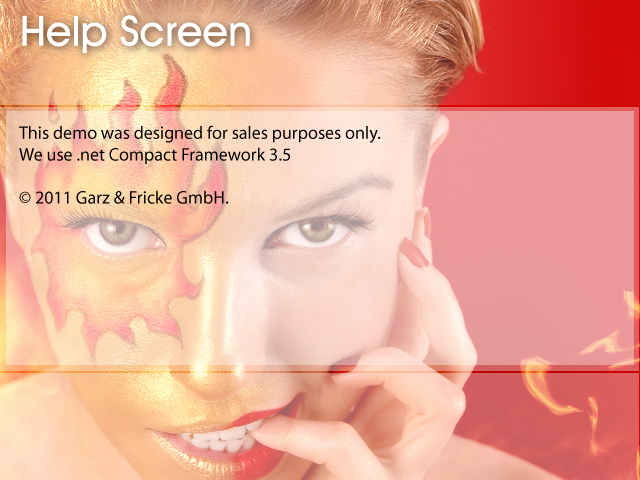 Help Screen
This demo was designed for sales purposes only.
We use .net Compact Framework 3.5
© 2011 Garz & Fricke GmbH.